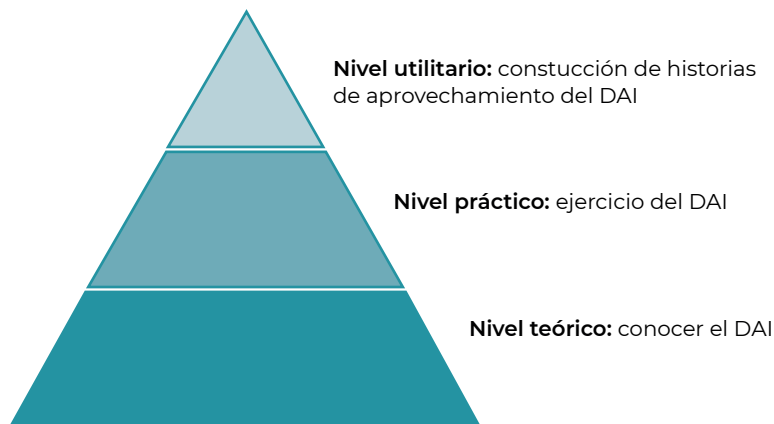 Nivel utilitario: constucción de historias
de aprovechamiento del DAI
Nivel práctico: ejercicio del DAI
Nivel teórico: conocer el DAI